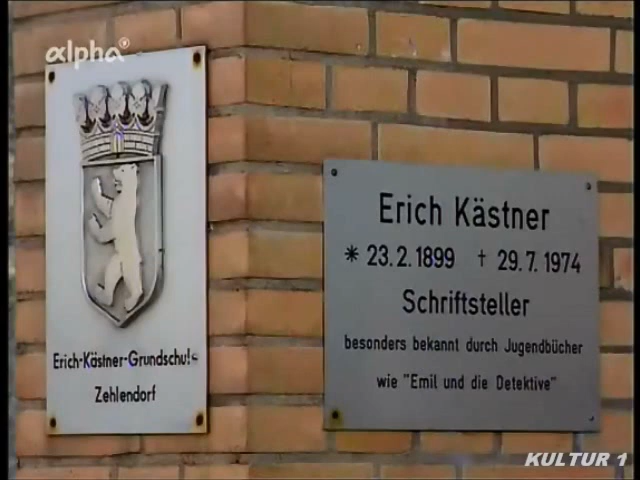 alpha
Erich-Kästner-Grundschule
Zehlendorf
Erich Kästner
* 23.2.1899 † 29.7.1974
Schriftsteller
besonders bekannt durch Jugendbücher
wie "Emil und die Detektive"
KULTUR 1